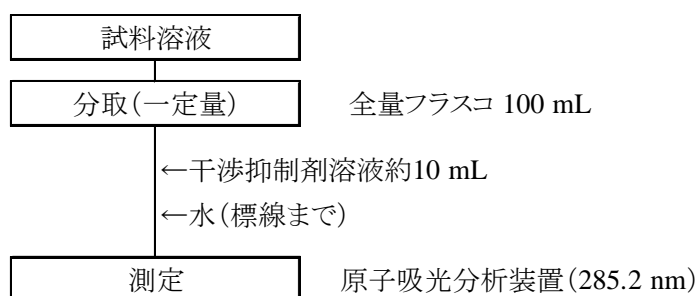 試料溶液
分取(一定量) 全量フラスコ 100 mL
←干渉抑制剤溶液約10 mL
←水(標線まで)
測定 原子吸光分析装置(285.2 nm)